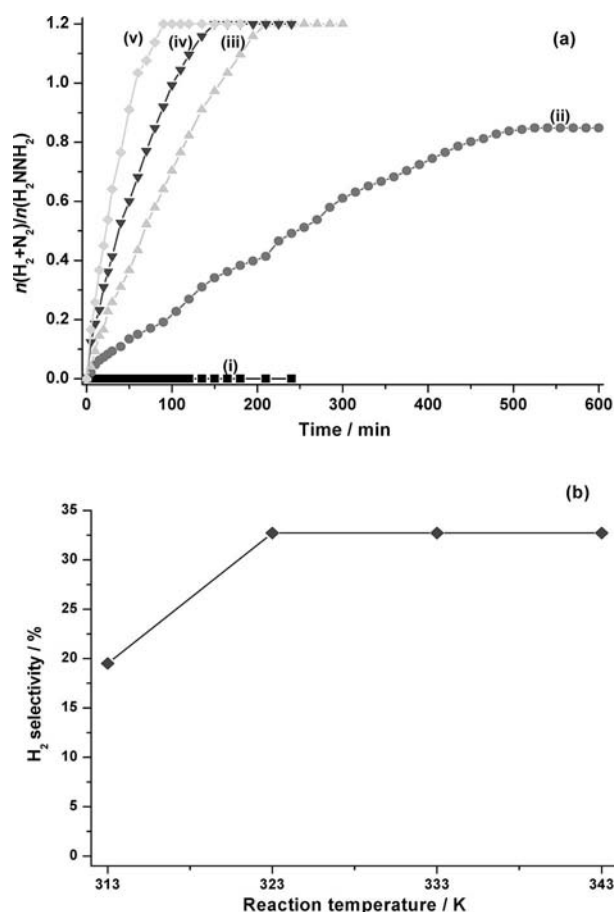 (a)
(v) (iv) (iii)
(ii)
(i)
n(H₂+N₂)/n(H₂NNH₂)
1.2
1.0
0.8
0.6
0.4
0.2
0.0
0 100 200 300 400 500 600
Time / min
(b)
H₂ selectivity / %
35
30
25
20
15
10
5
0
313 323 333 343
Reaction temperature / K